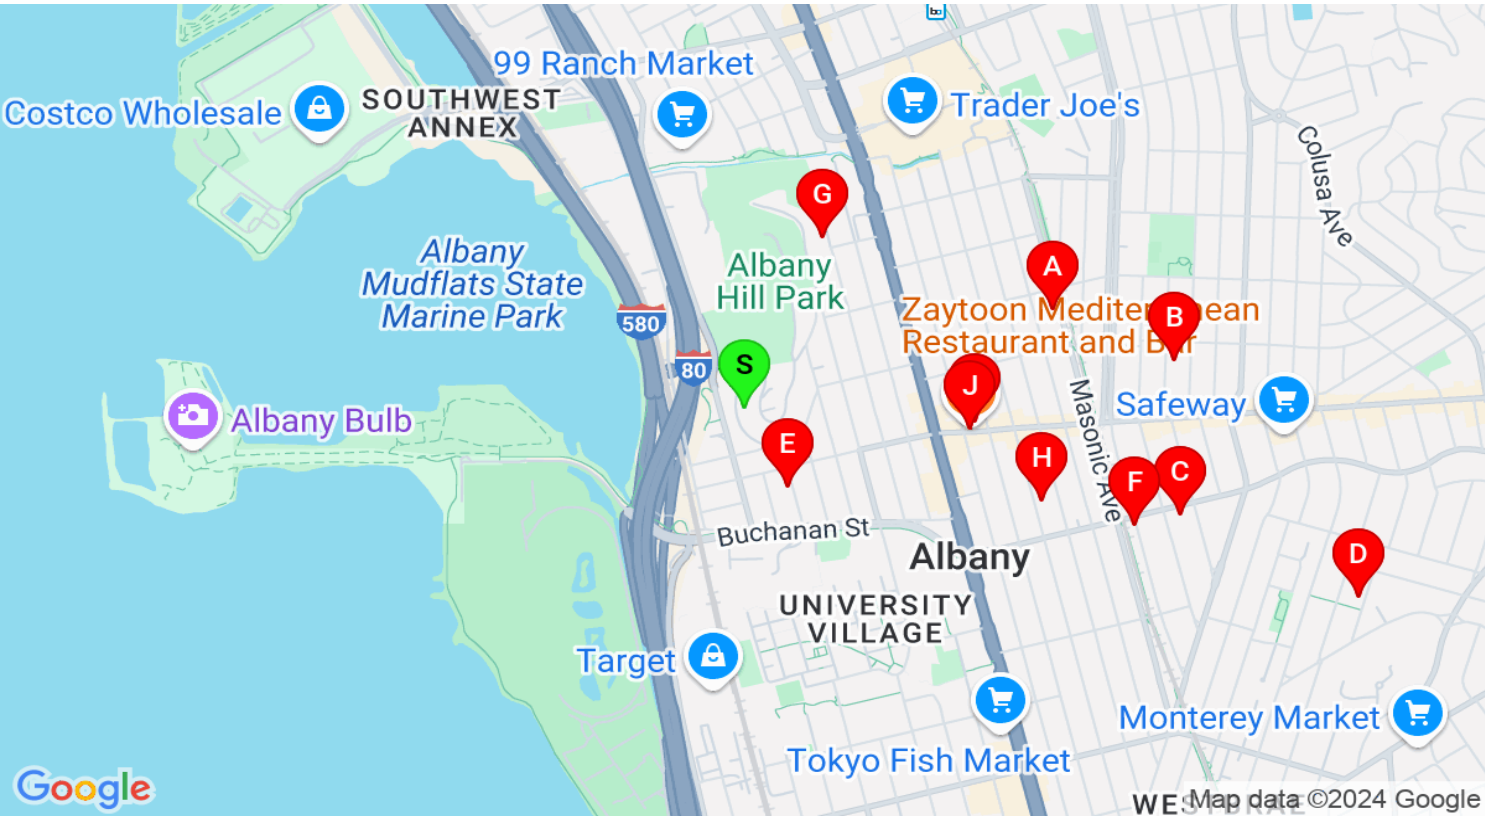 99 Ranch Market
Costco Wholesale
SOUTHWEST
ANNEX
Trader Joe's
Colusa Ave
G
Albany
Mudflats State
Marine Park
Albany
Hill Park
A
Zaytoon Mediterranean
Restaurant and Bar
B
580
80
S
J
Masonic Ave
Safeway
Albany Bulb
E
H
F
C
Buchanan St
Albany
D
UNIVERSITY
VILLAGE
Target
Monterey Market
Tokyo Fish Market
Google
Map data ©2024 Google